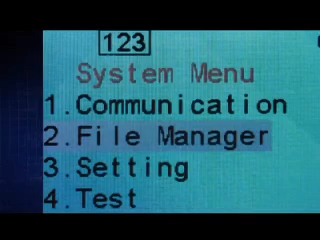 123
System Menu
1.Communication
2.File Manager
3.Setting
4.Test